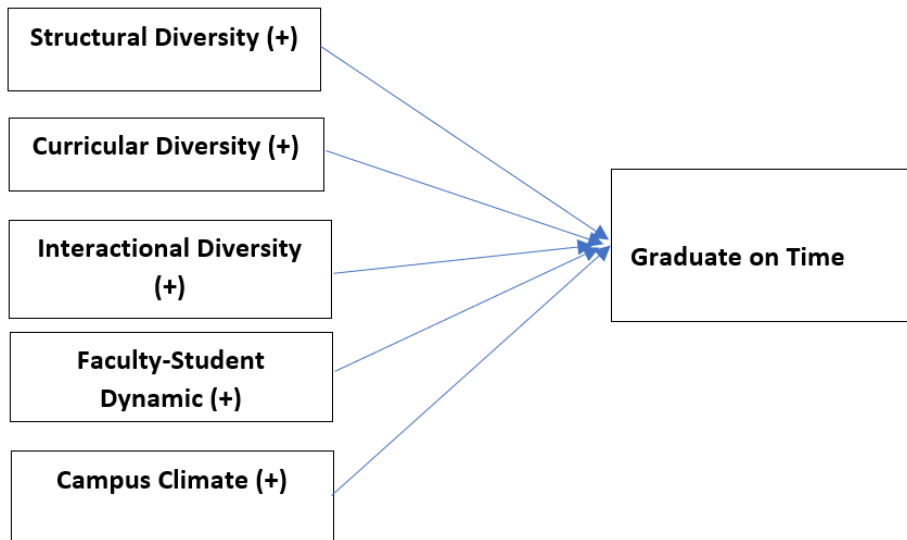 Structural Diversity (+)
Curricular Diversity (+)
Interactional Diversity
(+)
Faculty-Student
Dynamic (+)
Campus Climate (+)
Graduate on Time